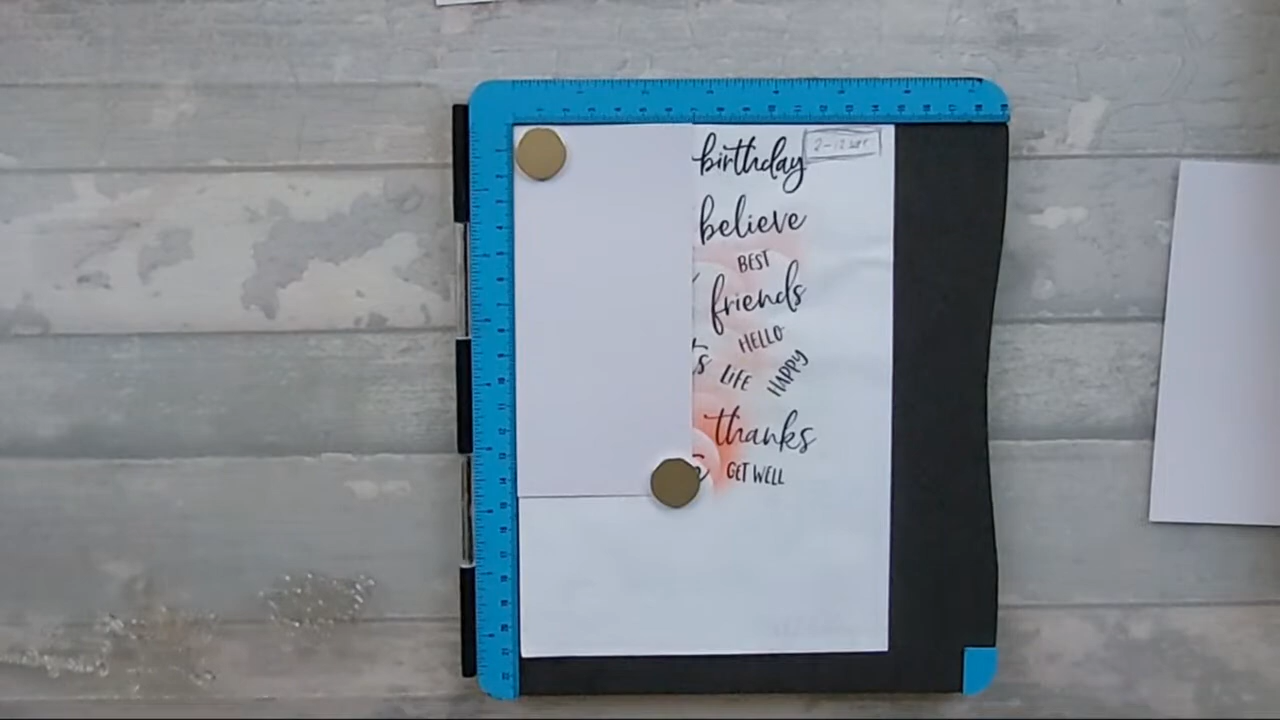 birthday
believe
BEST
friends
HELLO
LIFE HAPPY
thanks
GET WELL